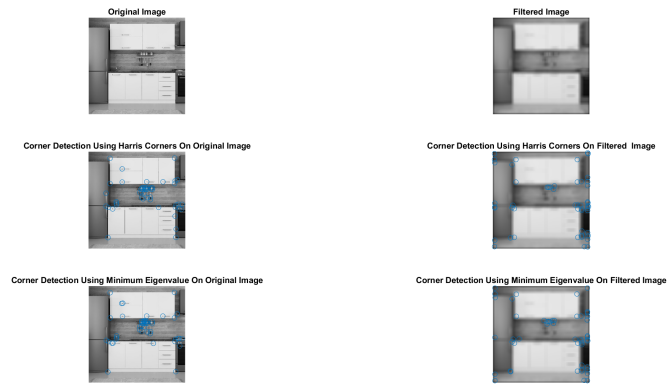 Original Image
Filtered Image
Corner Detection Using Harris Corners On Original Image
Corner Detection Using Harris Corners On Filtered  Image
Corner Detection Using Minimum Eigenvalue On Original Image
Corner Detection Using Minimum Eigenvalue On Filtered Image